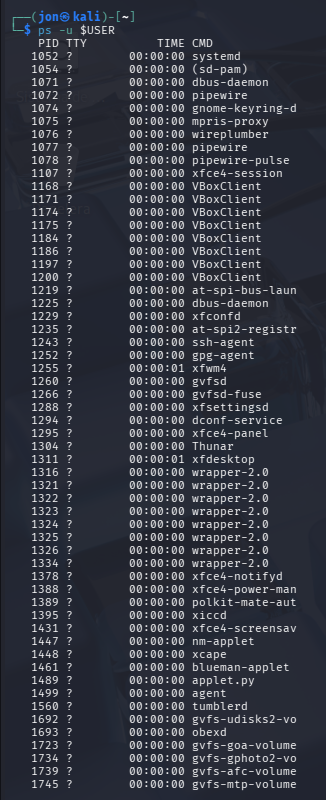 ┌──(jon㉿kali)-[~]
└─$ ps -u $USER
PID TTY TIME CMD
1052 ? 00:00:00 systemd
1054 ? 00:00:00 (sd-pam)
1071 ? 00:00:00 dbus-daemon
1072 ? 00:00:00 pipewire
1074 ? 00:00:00 gnome-keyring-d
1075 ? 00:00:00 mpris-proxy
1076 ? 00:00:00 wireplumber
1077 ? 00:00:00 pipewire
1078 ? 00:00:00 pipewire-pulse
1107 ? 00:00:00 xfce4-session
1168 ? 00:00:00 VBoxClient
1171 ? 00:00:00 VBoxClient
1174 ? 00:00:00 VBoxClient
1175 ? 00:00:00 VBoxClient
1184 ? 00:00:00 VBoxClient
1186 ? 00:00:00 VBoxClient
1197 ? 00:00:00 VBoxClient
1200 ? 00:00:00 VBoxClient
1219 ? 00:00:00 at-spi-bus-laun
1225 ? 00:00:00 dbus-daemon
1229 ? 00:00:00 xfconfd
1235 ? 00:00:00 at-spi2-registr
1243 ? 00:00:00 ssh-agent
1252 ? 00:00:00 gpg-agent
1255 ? 00:00:01 xfwm4
1260 ? 00:00:00 gvfsd
1266 ? 00:00:00 gvfsd-fuse
1288 ? 00:00:00 xfsettingsd
1294 ? 00:00:00 dconf-service
1295 ? 00:00:00 xfce4-panel
1304 ? 00:00:00 Thunar
1311 ? 00:00:01 xfdesktop
1316 ? 00:00:00 wrapper-2.0
1321 ? 00:00:00 wrapper-2.0
1322 ? 00:00:00 wrapper-2.0
1323 ? 00:00:00 wrapper-2.0
1324 ? 00:00:00 wrapper-2.0
1325 ? 00:00:00 wrapper-2.0
1326 ? 00:00:00 wrapper-2.0
1334 ? 00:00:00 wrapper-2.0
1378 ? 00:00:00 xfce4-notifyd
1388 ? 00:00:00 xfce4-power-man
1389 ? 00:00:00 polkit-mate-aut
1395 ? 00:00:00 xiccd
1431 ? 00:00:00 xfce4-screensav
1447 ? 00:00:00 nm-applet
1448 ? 00:00:00 xcape
1461 ? 00:00:00 blueman-applet
1489 ? 00:00:00 applet.py
1499 ? 00:00:00 agent
1560 ? 00:00:00 tumblerd
1692 ? 00:00:00 gvfs-udisks2-vo
1693 ? 00:00:00 obexd
1723 ? 00:00:00 gvfs-goa-volume
1734 ? 00:00:00 gvfs-gphoto2-vo
1739 ? 00:00:00 gvfs-afc-volume
1745 ? 00:00:00 gvfs-mtp-volume